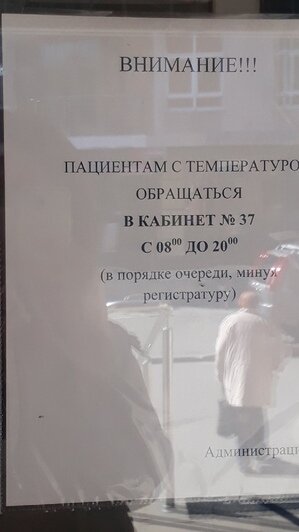 ВНИМАНИЕ!!!
ПАЦИЕНТАМ С ТЕМПЕРАТУРО
ОБРАЩАТЬСЯ
В КАБИНЕТ № 37
С 08⁰⁰ ДО 20⁰⁰
(в порядке очереди, минуя
регистратуру)
Администраци